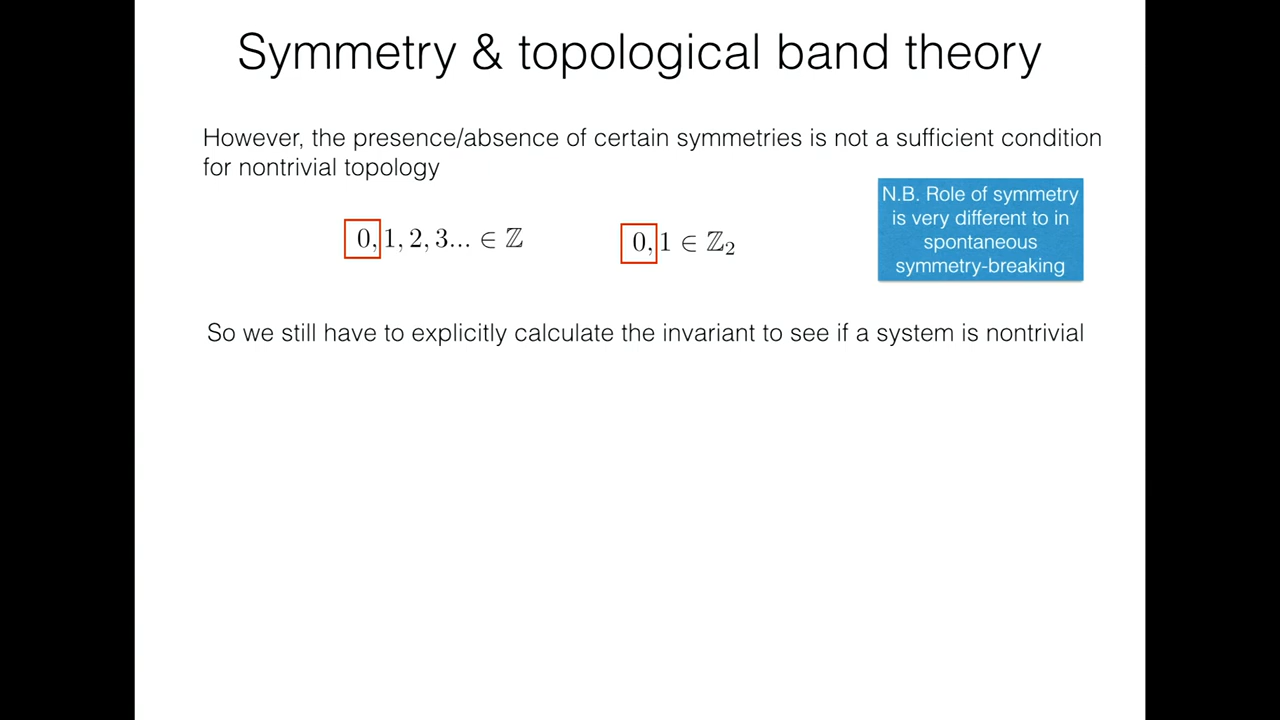 Symmetry & topological band theory
However, the presence/absence of certain symmetries is not a sufficient condition
for nontrivial topology
N.B. Role of symmetry
is very different to in
spontaneous
symmetry-breaking
0, 1, 2, 3... ∈ ℤ
0, 1 ∈ ℤ₂
So we still have to explicitly calculate the invariant to see if a system is nontrivial